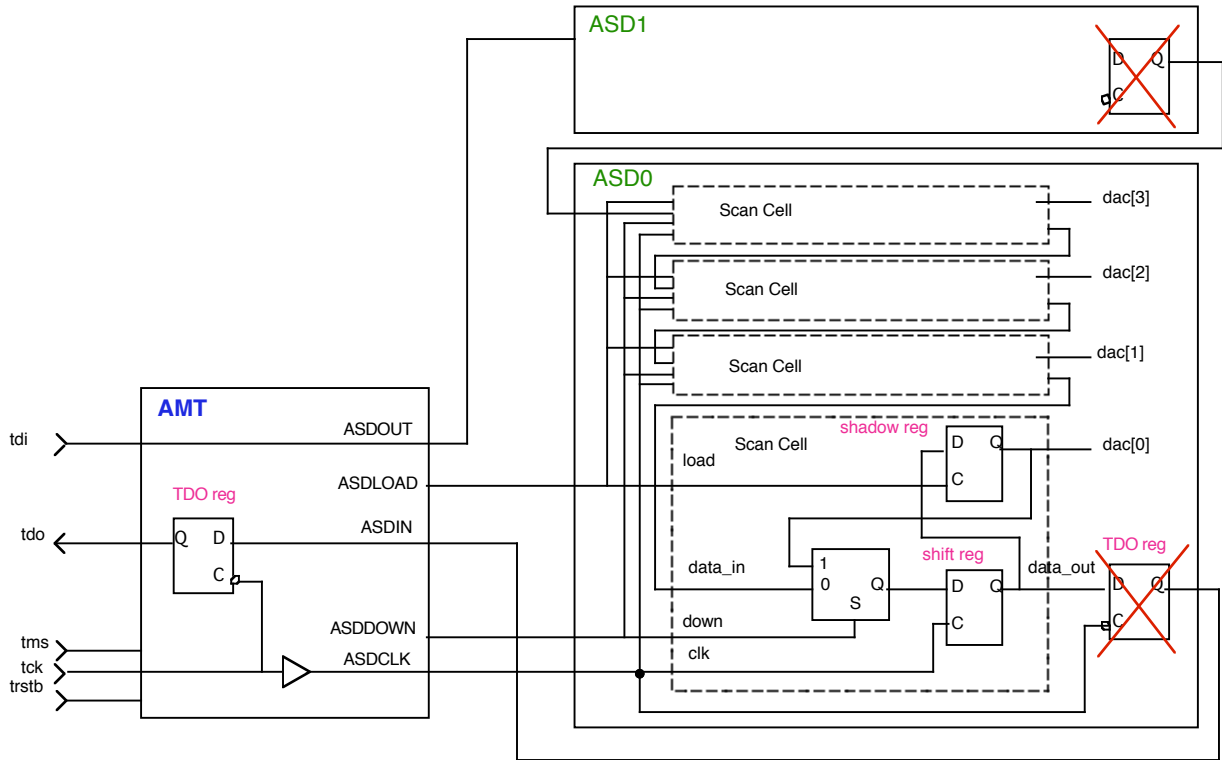 ASD1
D Q
C
ASD0
Scan Cell
dac[3]
Scan Cell
dac[2]
Scan Cell
dac[1]
AMT
tdi
ASDOUT
shadow reg
Scan Cell
D Q
dac[0]
load
C
ASDLOAD
TDO reg
tdo
Q D
ASDIN
TDO reg
shift reg
C
1
data_in
0
Q
D Q
data_out
D Q
S
ASDDOWN
down
C
C
tms
tck
ASDCLK
clk
trstb